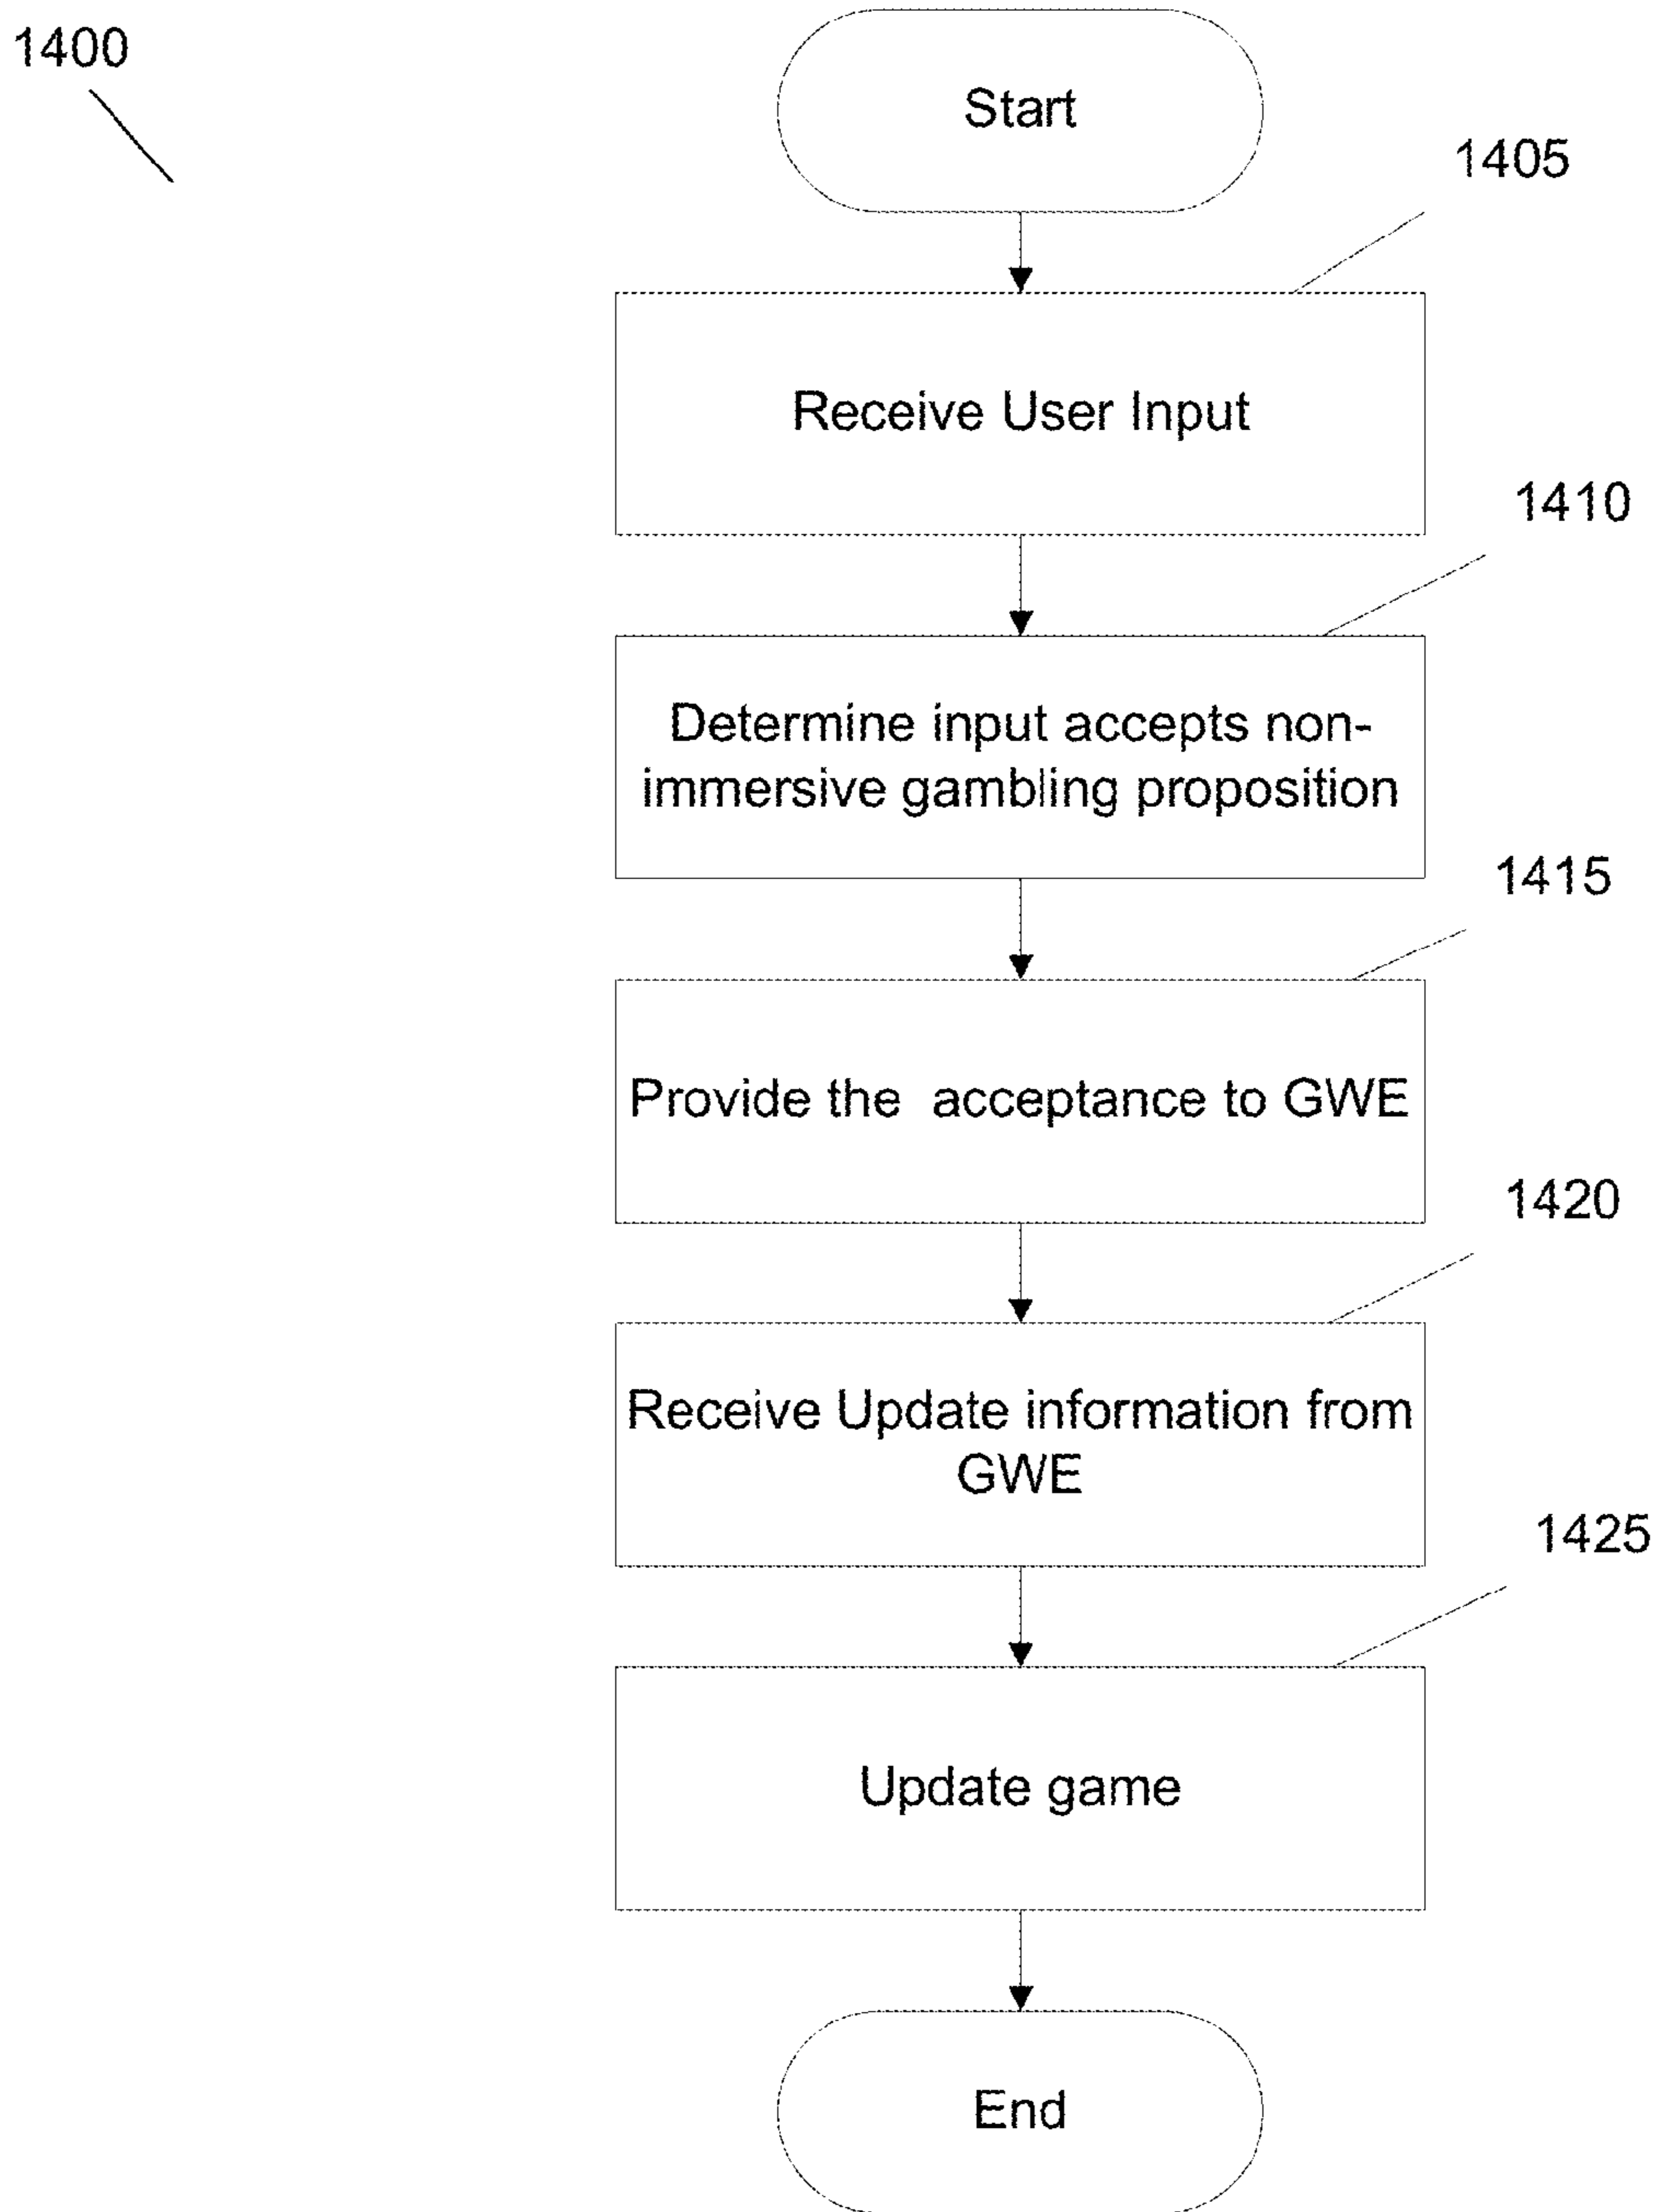 1400
Start
1405
Receive User Input
1410
Determine input accepts non-
immersive gambling proposition
1415
Provide the acceptance to GWE
1420
Receive Update information from
GWE
1425
Update game
End